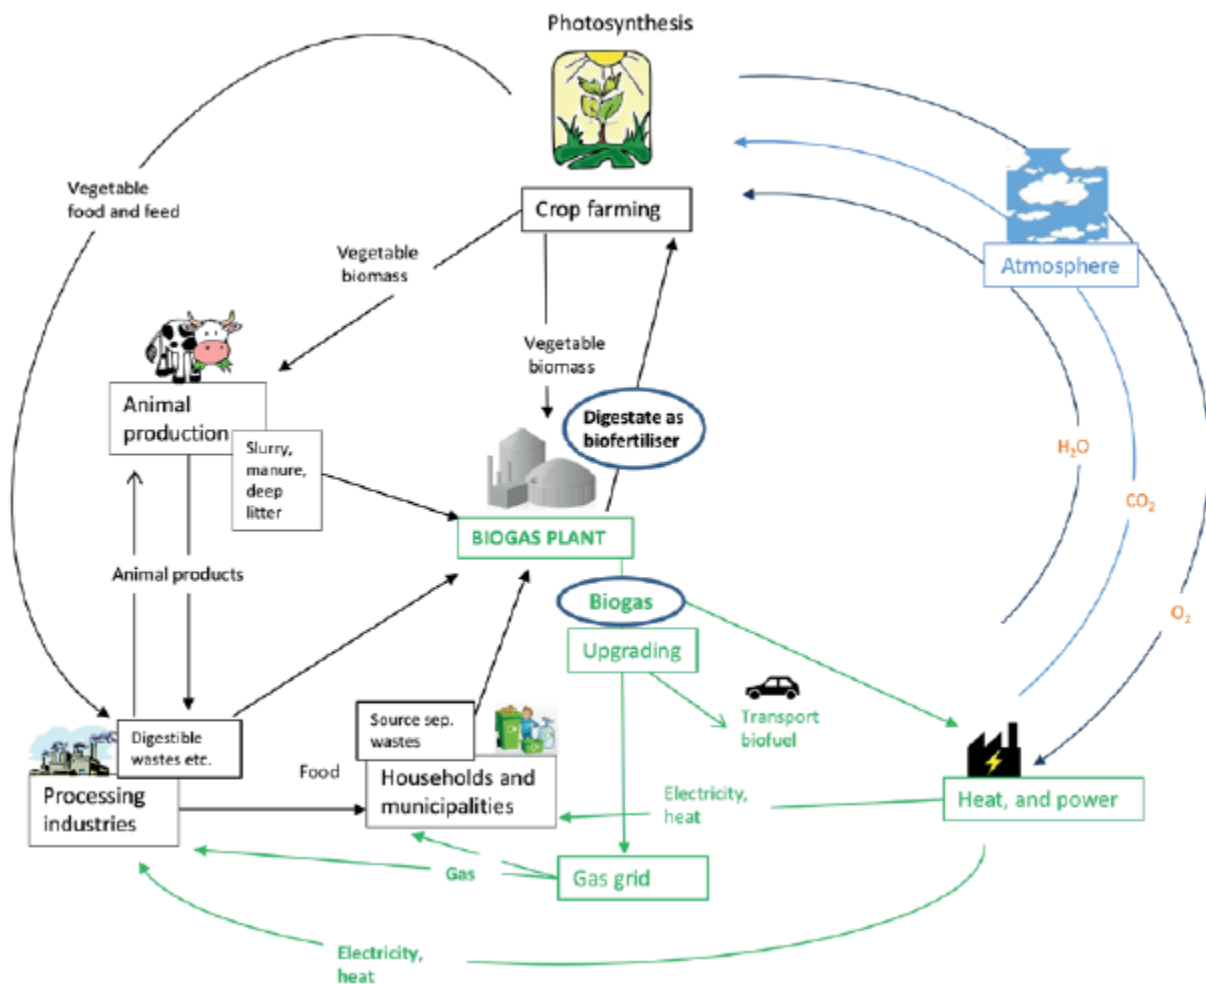 Photosynthesis
Vegetable
food and feed
Crop farming
Atmosphere
Vegetable
biomass
Vegetable
biomass
Animal
production
Slurry,
manure,
deep
litter
Digestate as
biofertiliser
H₂O
CO₂
O₂
BIOGAS PLANT
Animal products
Biogas
Upgrading
Transport
biofuel
Digestible
wastes etc.
Source sep.
wastes
Food
Processing
industries
Households and
municipalities
Electricity,
heat
Heat, and power
Gas
Gas grid
Electricity,
heat